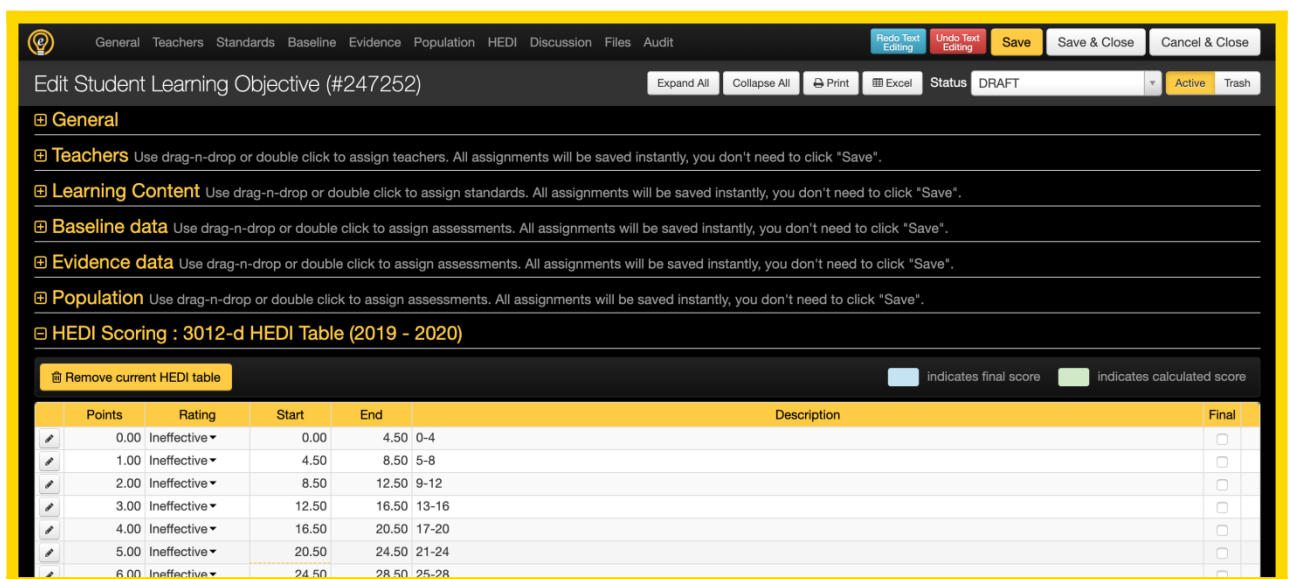 General Teachers Standards Baseline Evidence Population HEDI Discussion Files Audit Redo Text Editing Undo Text Editing Save Save & Close Cancel & Close
Edit Student Learning Objective (#247252) Expand All Collapse All Print Excel Status DRAFT Active Trash
General
Teachers Use drag-n-drop or double click to assign teachers. All assignments will be saved instantly, you don't need to click "Save".
Learning Content Use drag-n-drop or double click to assign standards. All assignments will be saved instantly, you don't need to click "Save".
Baseline data Use drag-n-drop or double click to assign assessments. All assignments will be saved instantly, you don't need to click "Save".
Evidence data Use drag-n-drop or double click to assign assessments. All assignments will be saved instantly, you don't need to click "Save".
Population Use drag-n-drop or double click to assign assessments. All assignments will be saved instantly, you don't need to click "Save".
HEDI Scoring : 3012-d HEDI Table (2019 - 2020)
Remove current HEDI table indicates final score indicates calculated score
Points Rating Start End Description Final
0.00 Ineffective 0.00 4.50 0-4
1.00 Ineffective 4.50 8.50 5-8
2.00 Ineffective 8.50 12.50 9-12
3.00 Ineffective 12.50 16.50 13-16
4.00 Ineffective 16.50 20.50 17-20
5.00 Ineffective 20.50 24.50 21-24
6.00 Ineffective 24.50 28.50 25-28